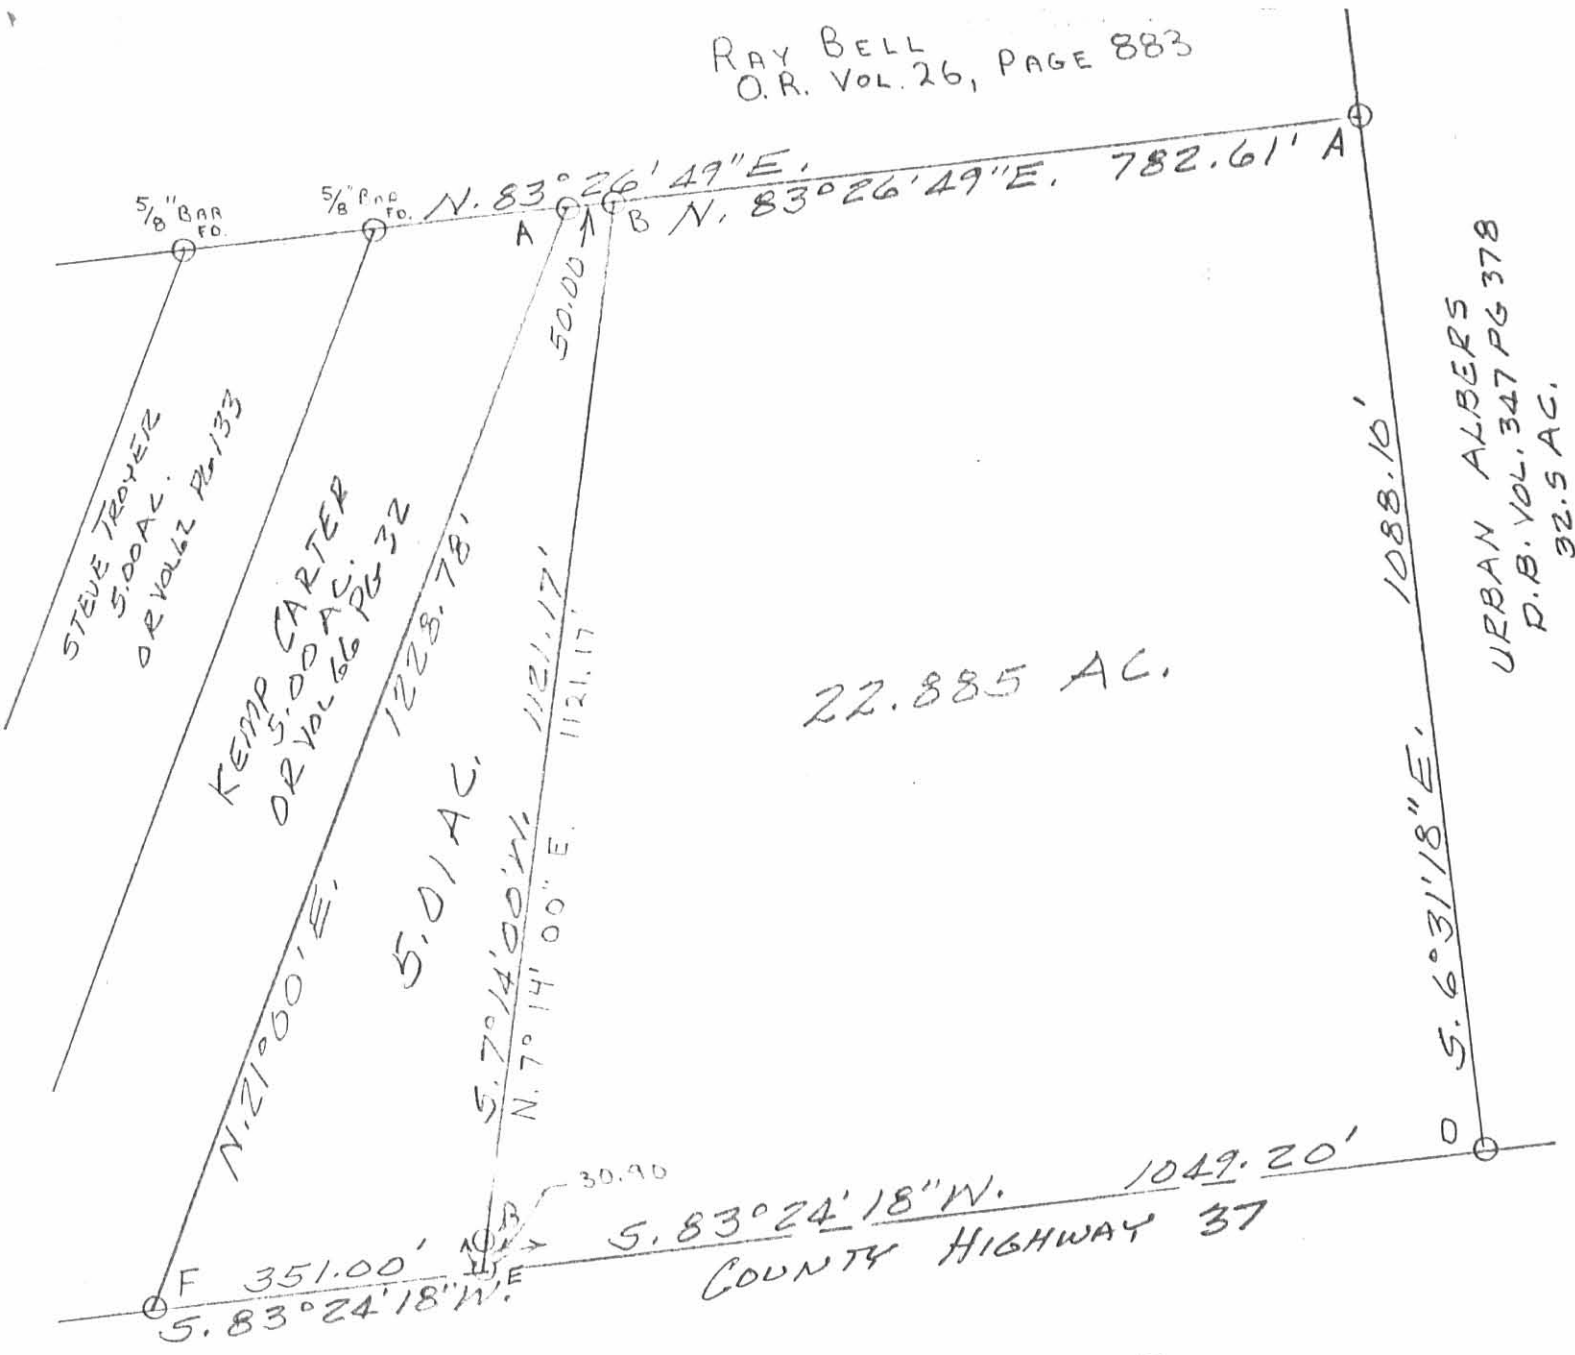 RAY BELL
O.R. VOL. 26, PAGE 883
5/8" BAR
FD.
5/8" BAR
FD.
N. 83° 26' 49" E.
A
B
N. 83° 26' 49" E. 782.61' A
50.00
STEVE TROYER
5.00 AC.
OR VOL 62 PG 133
KEMP CARTER
5.00 AC.
OR VOL 66 PG 32
N. 21° 00' E. 1228.78'
5.01 AC.
S. 7° 14' 00" W. 1121.17'
N. 7° 14' 00" E. 1121.17'
22.885 AC.
S. 6° 31' 18" E. 1088.10'
URBAN ALBERS
D.B. VOL. 347 PG 378
32.5 AC.
D
30.90
B
E
S. 83° 24' 18" W. 1049.20'
COUNTY HIGHWAY 37
F 351.00'
S. 83° 24' 18" W.